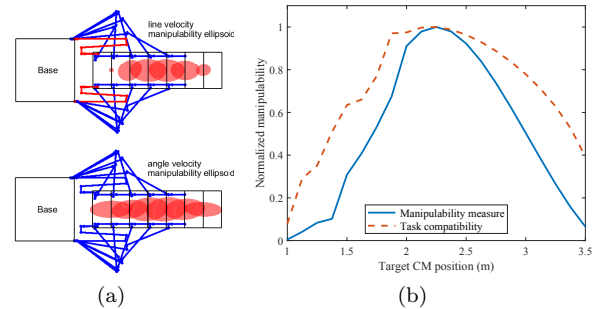 line velocity
manipulability ellipsoid
Base
angle velocity
manipulability ellipsoid
Base
(a)
Normalized manipulability
1
0.8
0.6
0.4
0.2
0
1
1.5
2
2.5
3
3.5
Manipulability measure
Task compatibility
Target CM position (m)
(b)